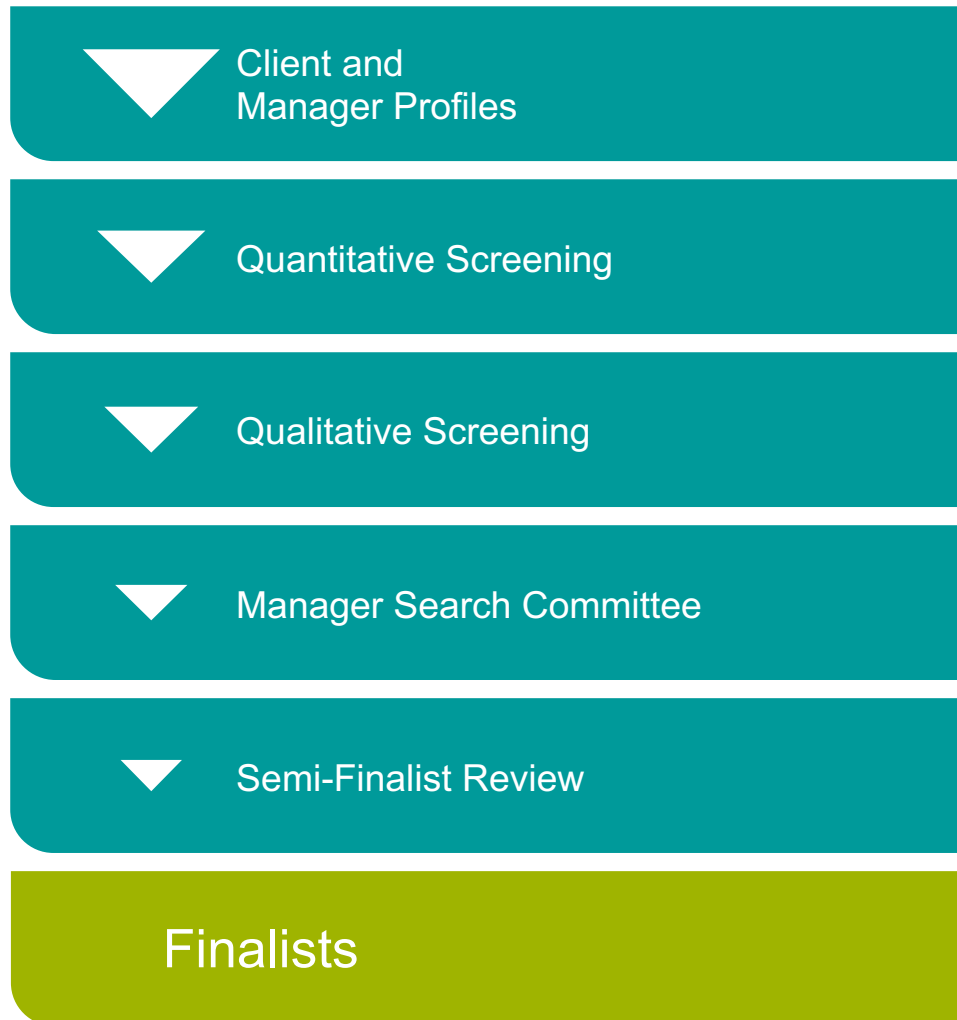 Client and
Manager Profiles
Quantitative Screening
Qualitative Screening
Manager Search Committee
Semi-Finalist Review
Finalists